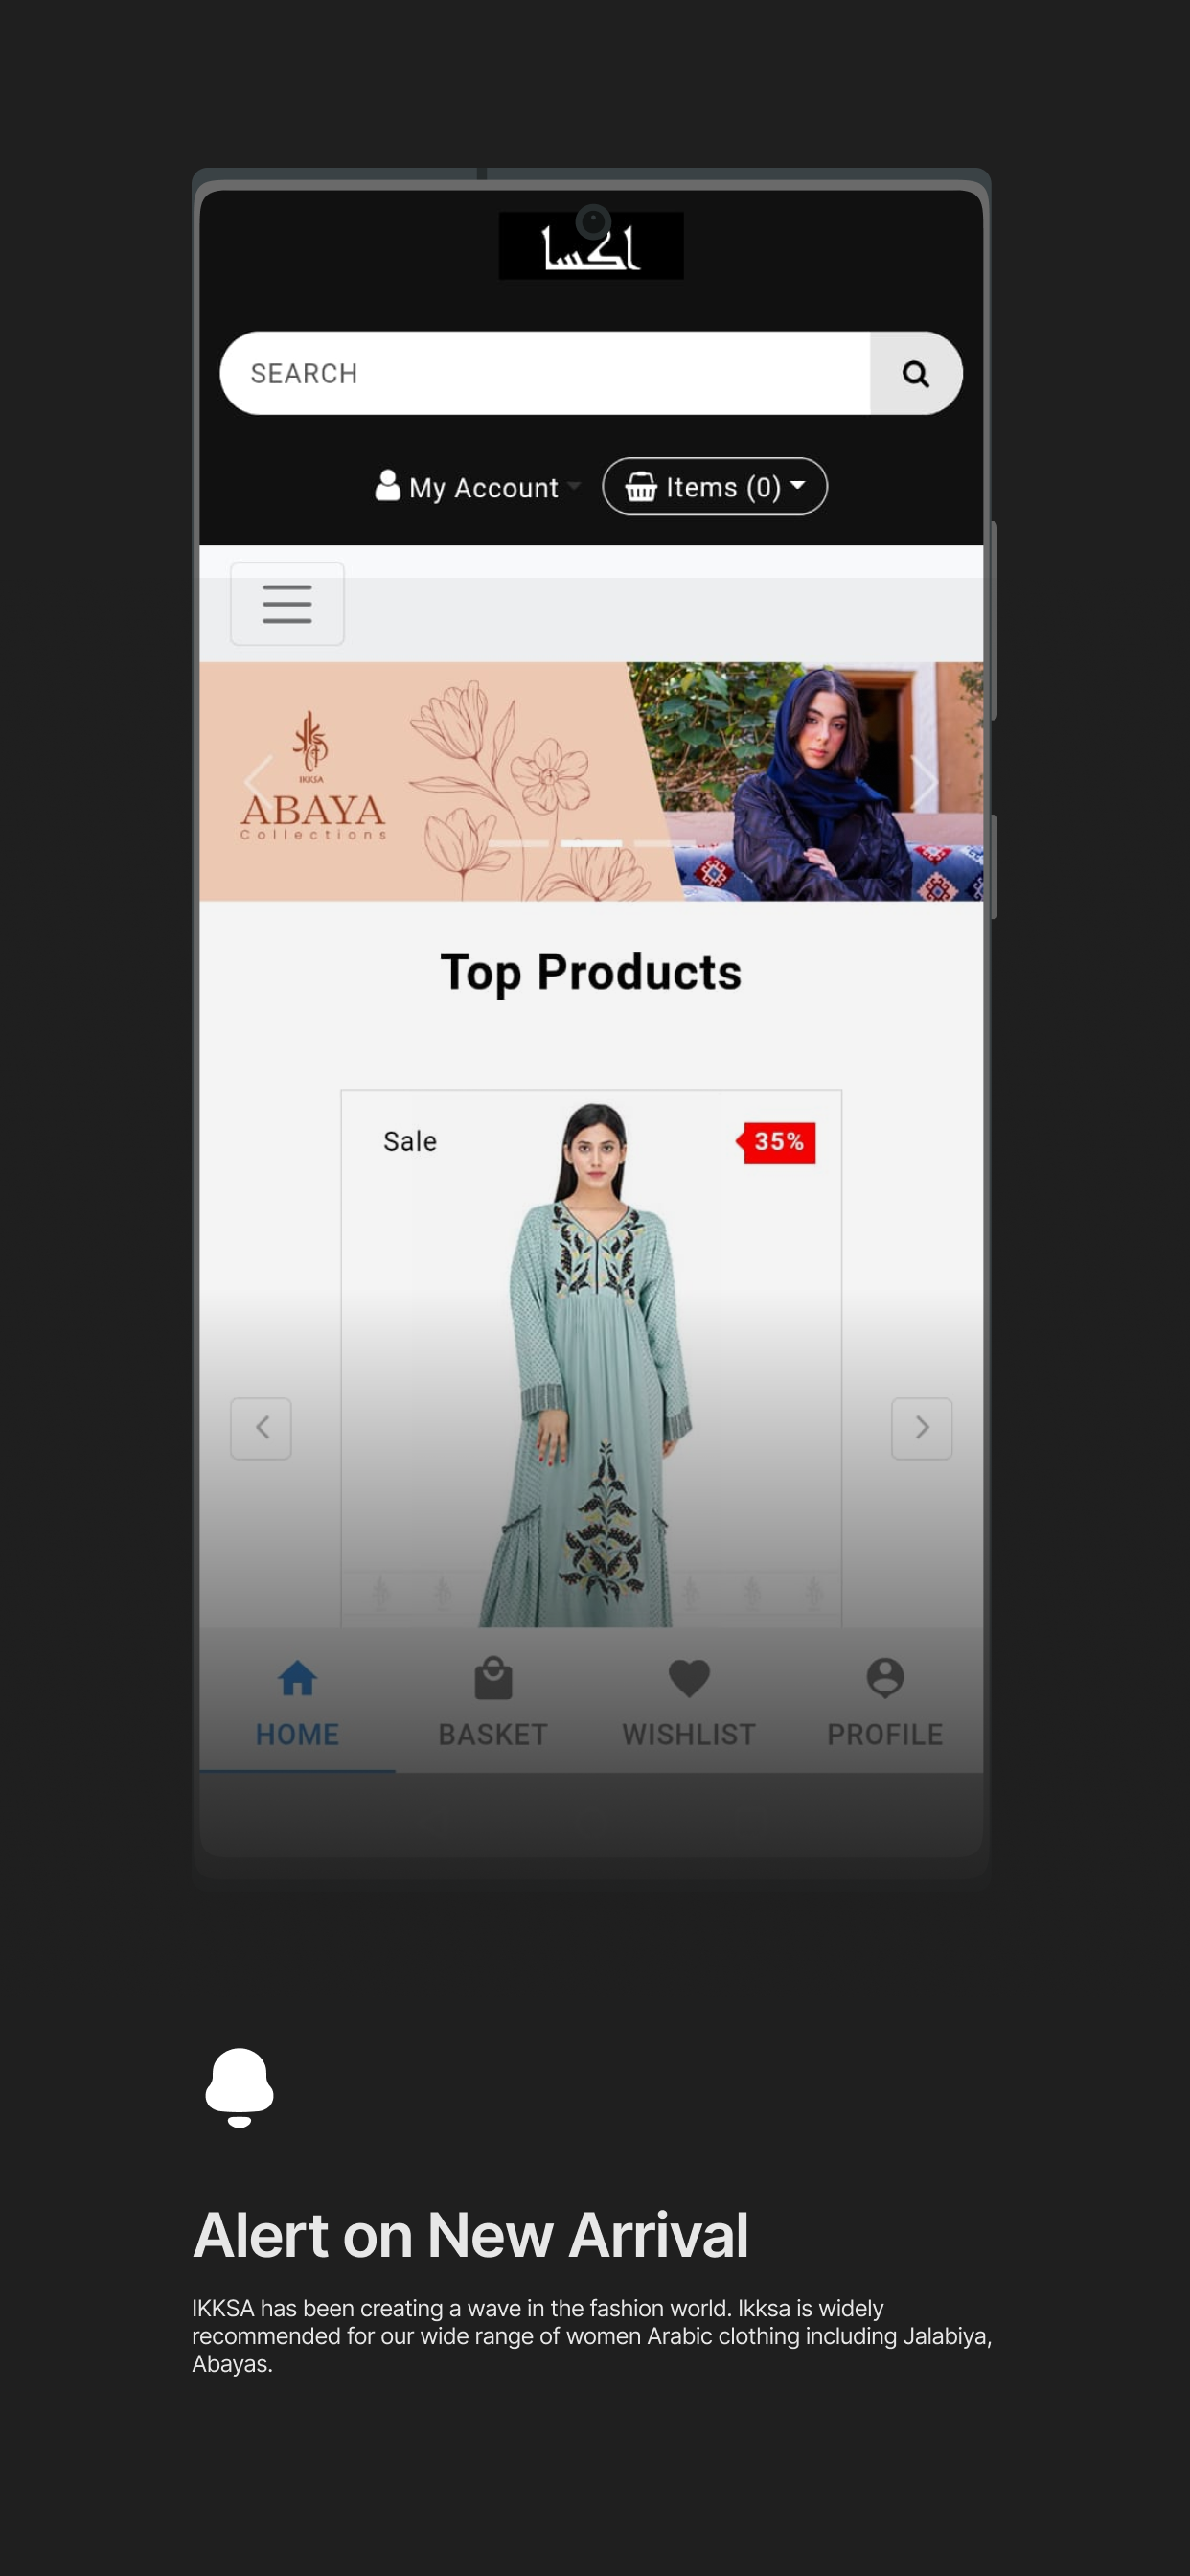 اكسا
SEARCH
My Account
Items (0)
IKKSA
ABAYA
Collections
Top Products
Sale
35%
HOME
BASKET
WISHLIST
PROFILE
Alert on New Arrival
IKKSA has been creating a wave in the fashion world. Ikksa is widely
recommended for our wide range of women Arabic clothing including Jalabiya,
Abayas.